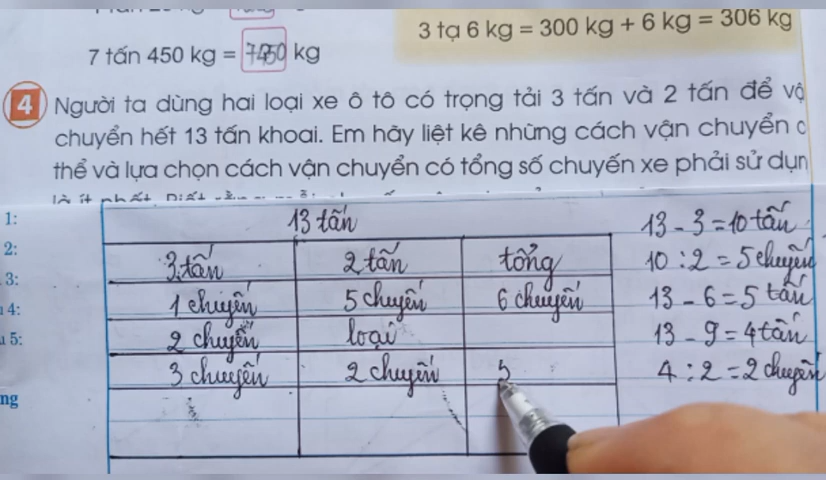 7 tấn 450 kg = 7450 kg
3 tạ 6 kg = 300 kg + 6 kg = 306 kg
4 Người ta dùng hai loại xe ô tô có trọng tải 3 tấn và 2 tấn để
chuyển hết 13 tấn khoai. Em hãy liệt kê những cách vận chuyển
thể và lựa chọn cách vận chuyển có tổng số chuyến xe phải
1:
2:
3:
4:
5:
ng
13 tấn
3 tấn 2 tấn tổng
1 chuyến 5 chuyến 6 chuyến
2 chuyến loại
3 chuyến 2 chuyến 5
13 - 3 = 10 tấn
10 : 2 = 5 chuyến
13 - 6 = 5 tấn
13 - 9 = 4 tấn
4 : 2 = 2 chuyến